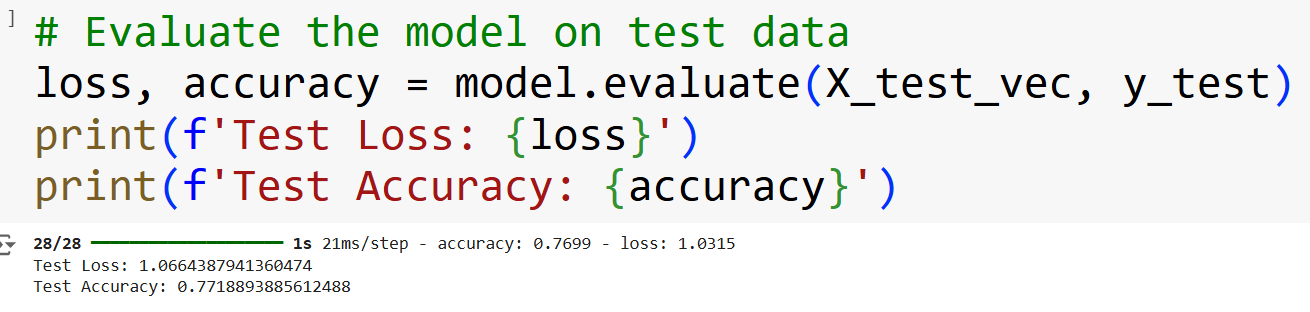 ]
# Evaluate the model on test data
loss, accuracy = model.evaluate(X_test_vec, y_test)
print(f'Test Loss: {loss}')
print(f'Test Accuracy: {accuracy}')
28/28 ━━━━━━━━━━━━━━━━━━━━ 1s 21ms/step - accuracy: 0.7699 - loss: 1.0315
Test Loss: 1.0664387941360474
Test Accuracy: 0.7718893885612488